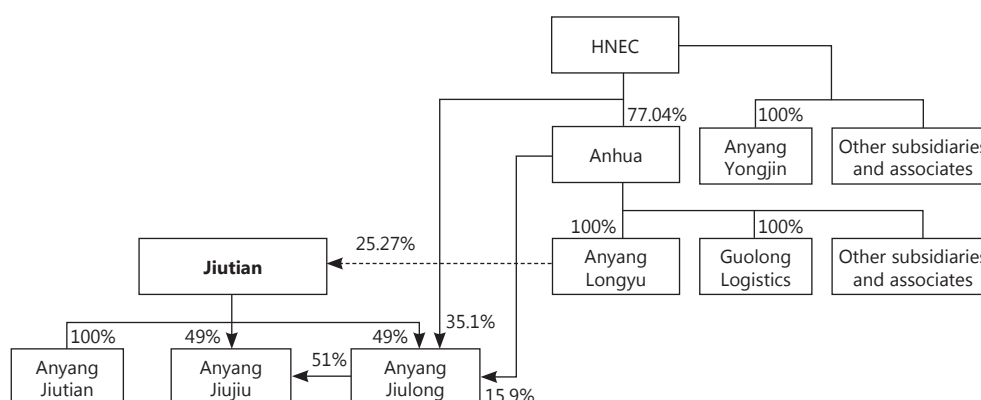 HNEC
77.04%
100%
Anhua
Anyang
Yongjin
Other subsidiaries
and associates
100%
100%
25.27%
Jiutian
Anyang
Longyu
Guolong
Logistics
Other subsidiaries
and associates
35.1%
100%
49%
49%
51%
Anyang
Jiutian
Anyang
Jiujiu
Anyang
Jiulong
15.9%